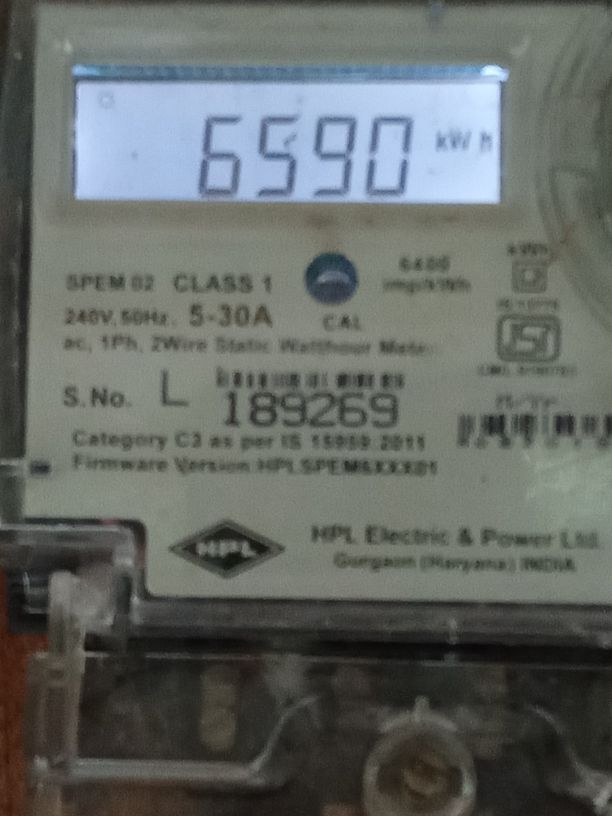 6590 kWh
SPEM 02 CLASS 1
6400
imp/kWh
kWh
240V, 50Hz. 5-30A
CAL
ac, 1Ph, 2Wire Static Watthour Meter
S.No. L 189269
Category C3 as per IS 15959:2011
Firmware Version:HPLSPEM6XXX01
HPL
HPL Electric & Power Ltd.
Gurgaon (Haryana) INDIA